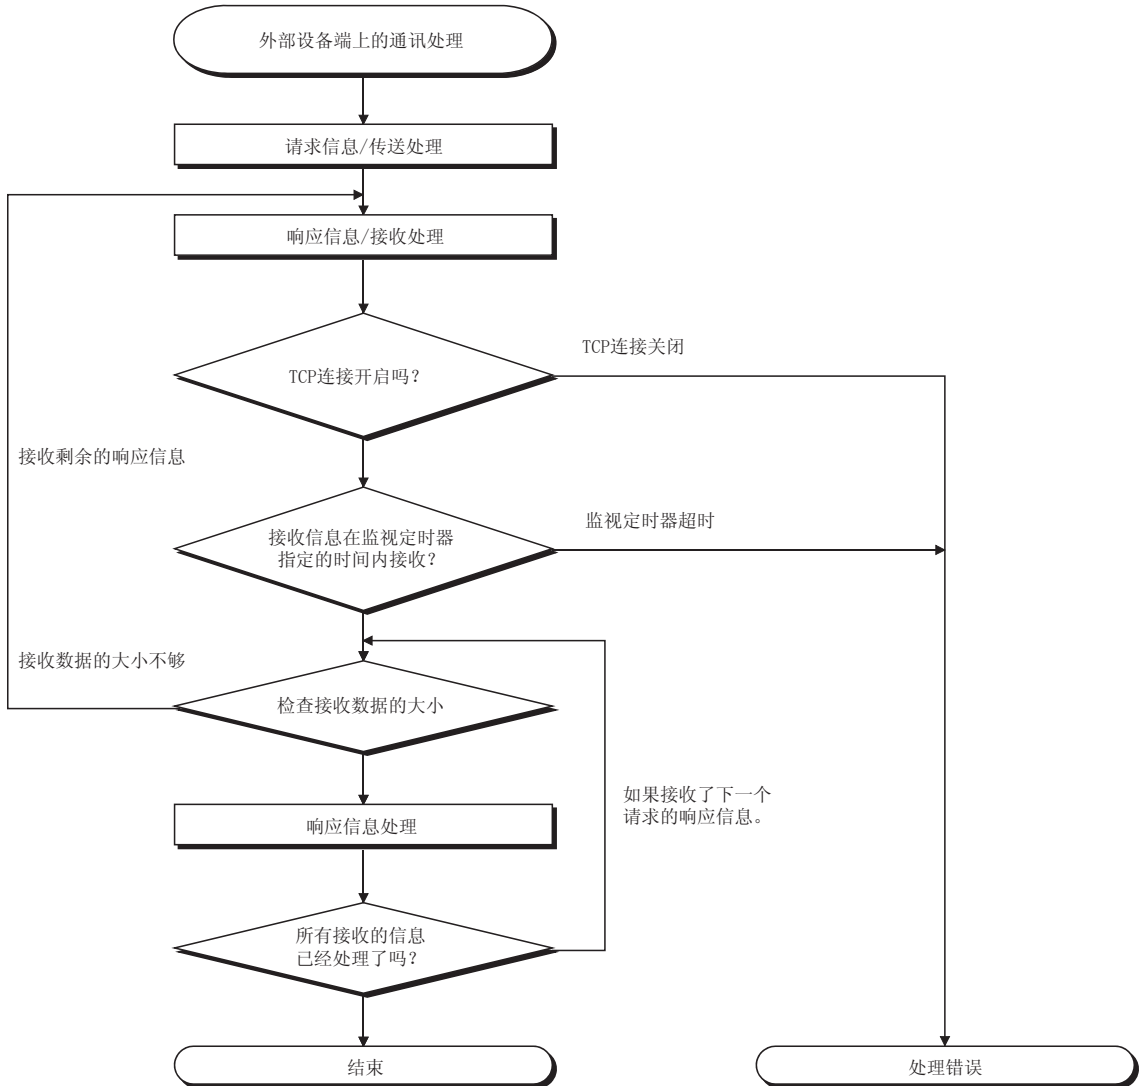 外部设备端上的通讯处理
请求信息/传送处理
响应信息/接收处理
TCP连接关闭
TCP连接开启吗?
接收剩余的响应信息
监视定时器超时
接收信息在监视定时器
指定的时间内接收?
接收数据的大小不够
检查接收数据的大小
如果接收了下一个
请求的响应信息。
响应信息处理
所有接收的信息
已经处理了吗?
结束
处理错误